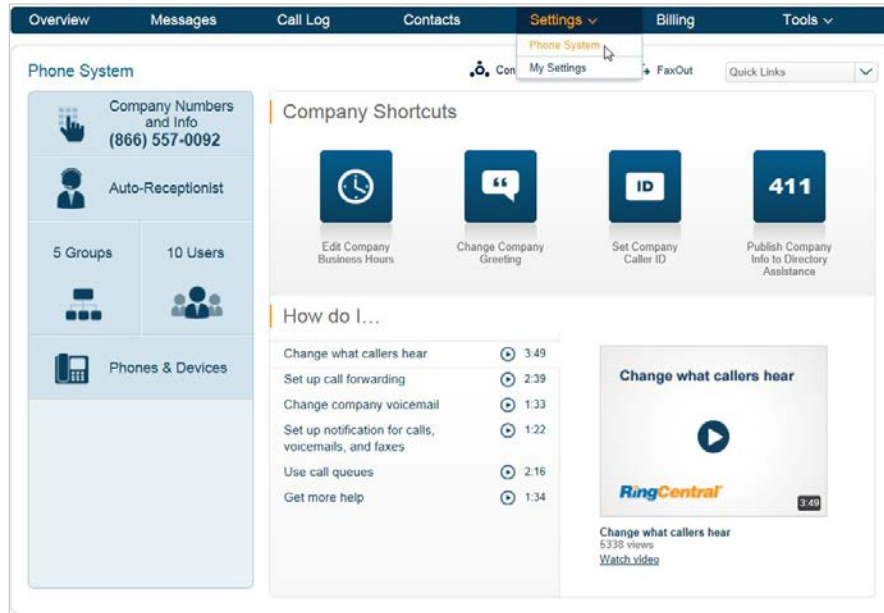 Overview Messages Call Log Contacts Settings Billing Tools
Phone System
My Settings
Phone System
FaxOut
Quick Links
Company Numbers
and Info
(866) 557-0092
Auto-Receptionist
5 Groups
10 Users
Phones & Devices
Company Shortcuts
Edit Company
Business Hours
Change Company
Greeting
ID
Set Company
Caller ID
411
Publish Company
Info to Directory
Assistance
How do I...
Change what callers hear 3:49
Set up call forwarding 2:39
Change company voicemail 1:33
Set up notification for calls, 1:22
voicemails, and faxes
Use call queues 2:16
Get more help 1:34
Change what callers hear
RingCentral
3:49
Change what callers hear
5338 views
Watch video